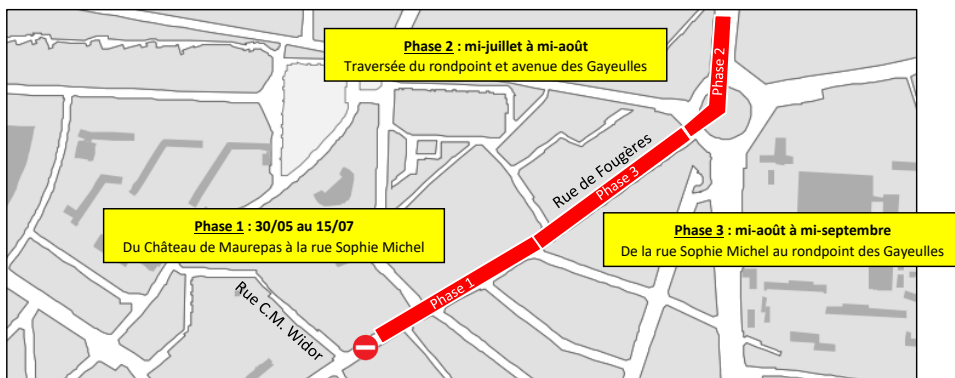 Phase 2 : mi-juillet à mi-août
Traversée du rondpoint et avenue des Gayeulles
Phase 2
Rue de Fougères
Phase 3
Phase 1 : 30/05 au 15/07
Du Château de Maurepas à la rue Sophie Michel
Phase 3 : mi-août à mi-septembre
De la rue Sophie Michel au rondpoint des Gayeulles
Phase 1
Rue C.M. Widor